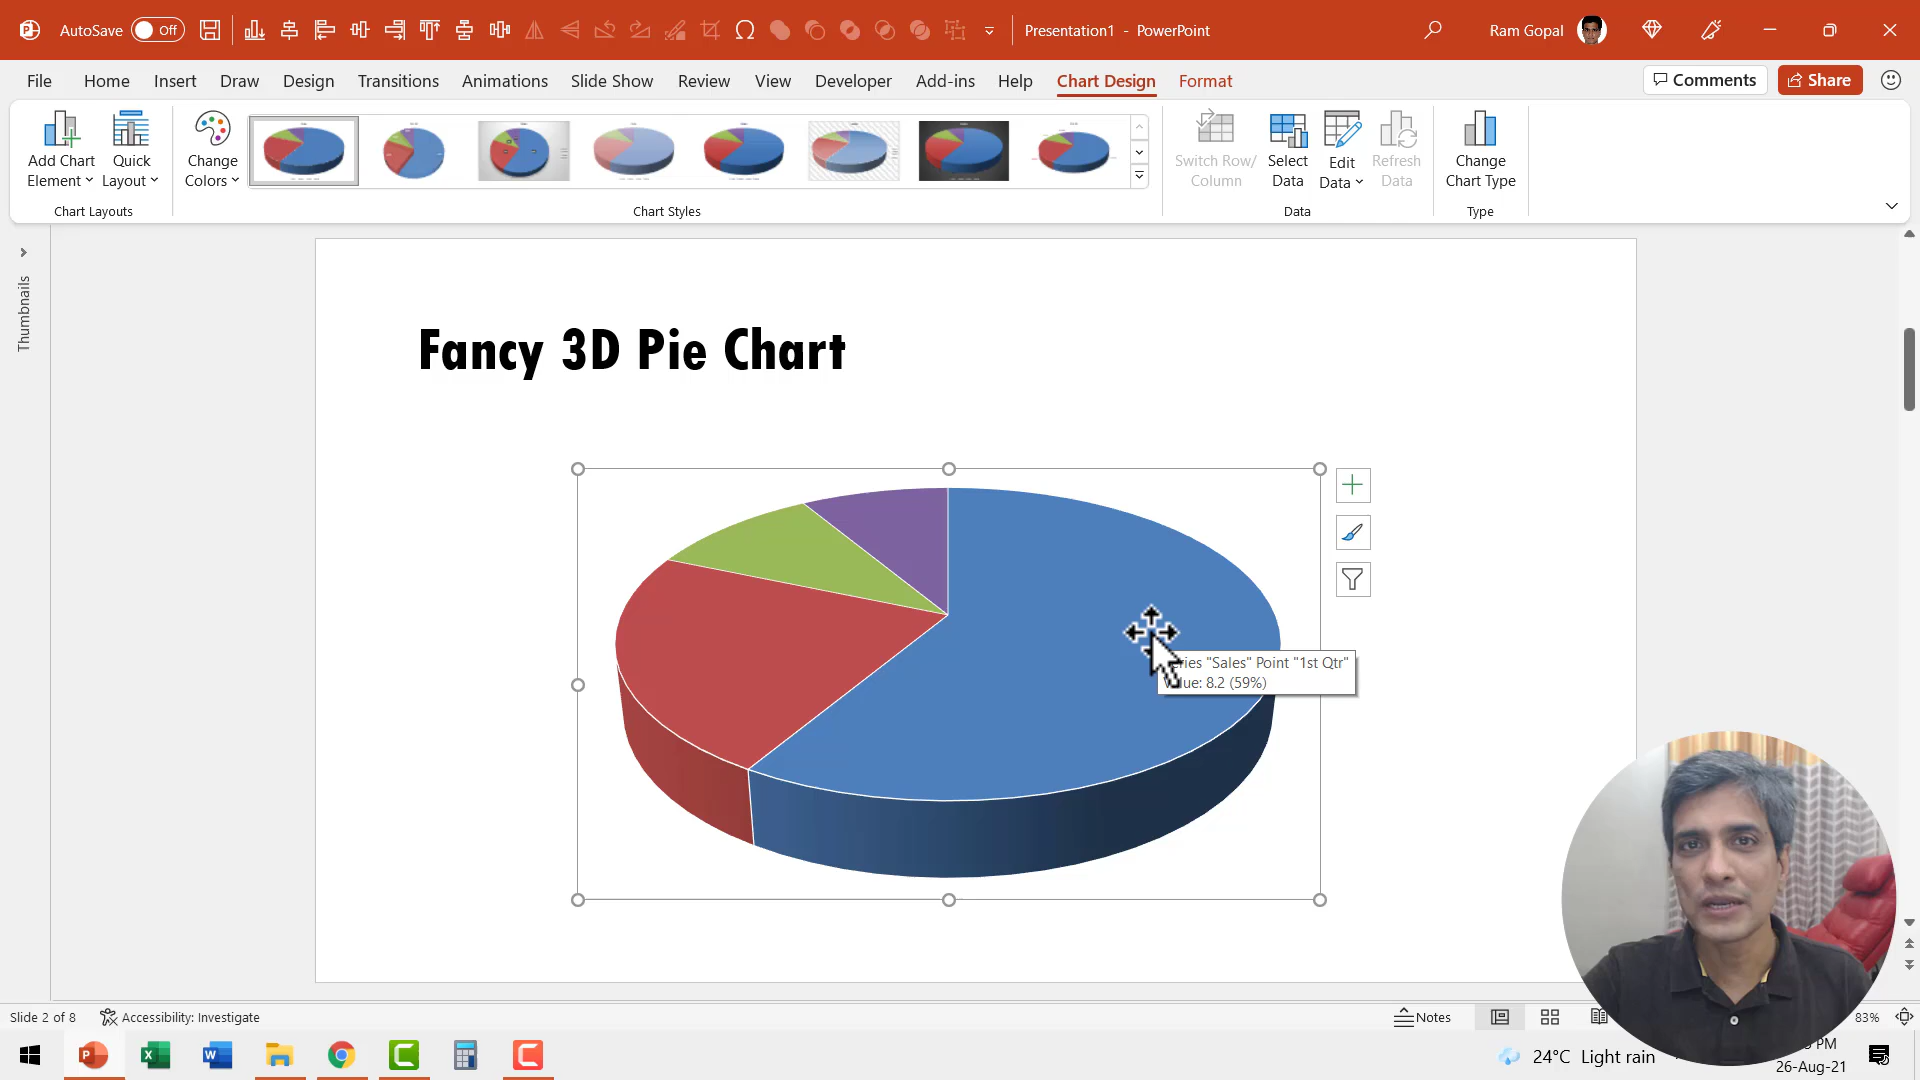 AutoSave Off Presentation1 - PowerPoint Ram Gopal
File Home Insert Draw Design Transitions Animations Slide Show Review View Developer Add-ins Help Chart Design Format Comments Share
Add Chart Element
Quick Layout
Change Colors
Switch Row/ Column
Select Data
Edit Data
Refresh Data
Change Chart Type
Chart Layouts Chart Styles Data Type
Thumbnails
Fancy 3D Pie Chart
"Sales" Point "1st Qtr"
8.2 (59%)
Slide 2 of 8 Accessibility: Investigate Notes 83%
24°C Light rain PM
26-Aug-21